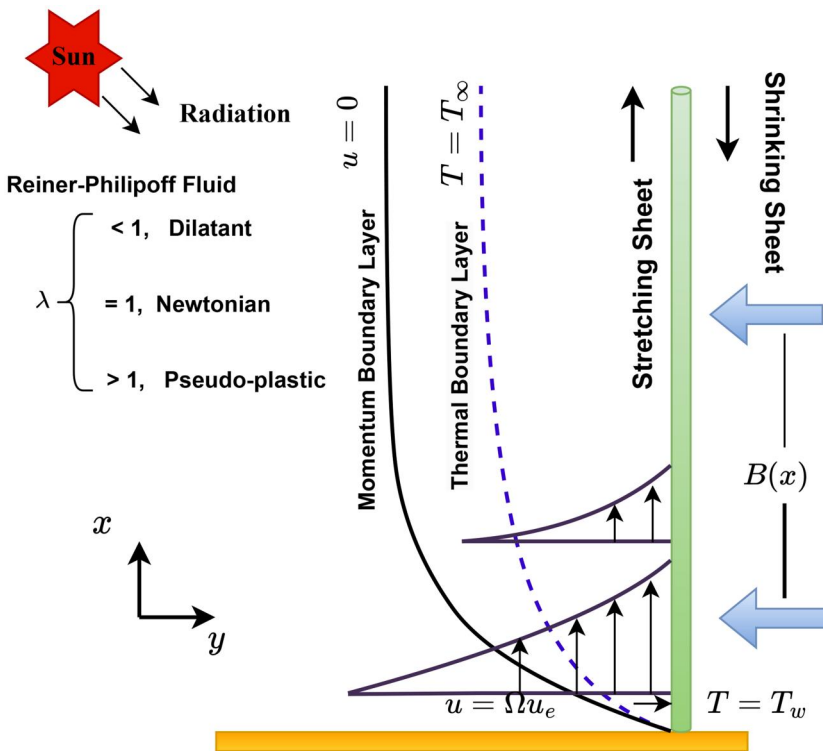 Sun
Radiation
Reiner-Philipoff Fluid
λ
< 1, Dilatant
= 1, Newtonian
> 1, Pseudo-plastic
u = 0
Momentum Boundary Layer
T = T∞
Thermal Boundary Layer
Stretching Sheet
Shrinking Sheet
B(x)
x
y
u = Ωu_e
T = T_w